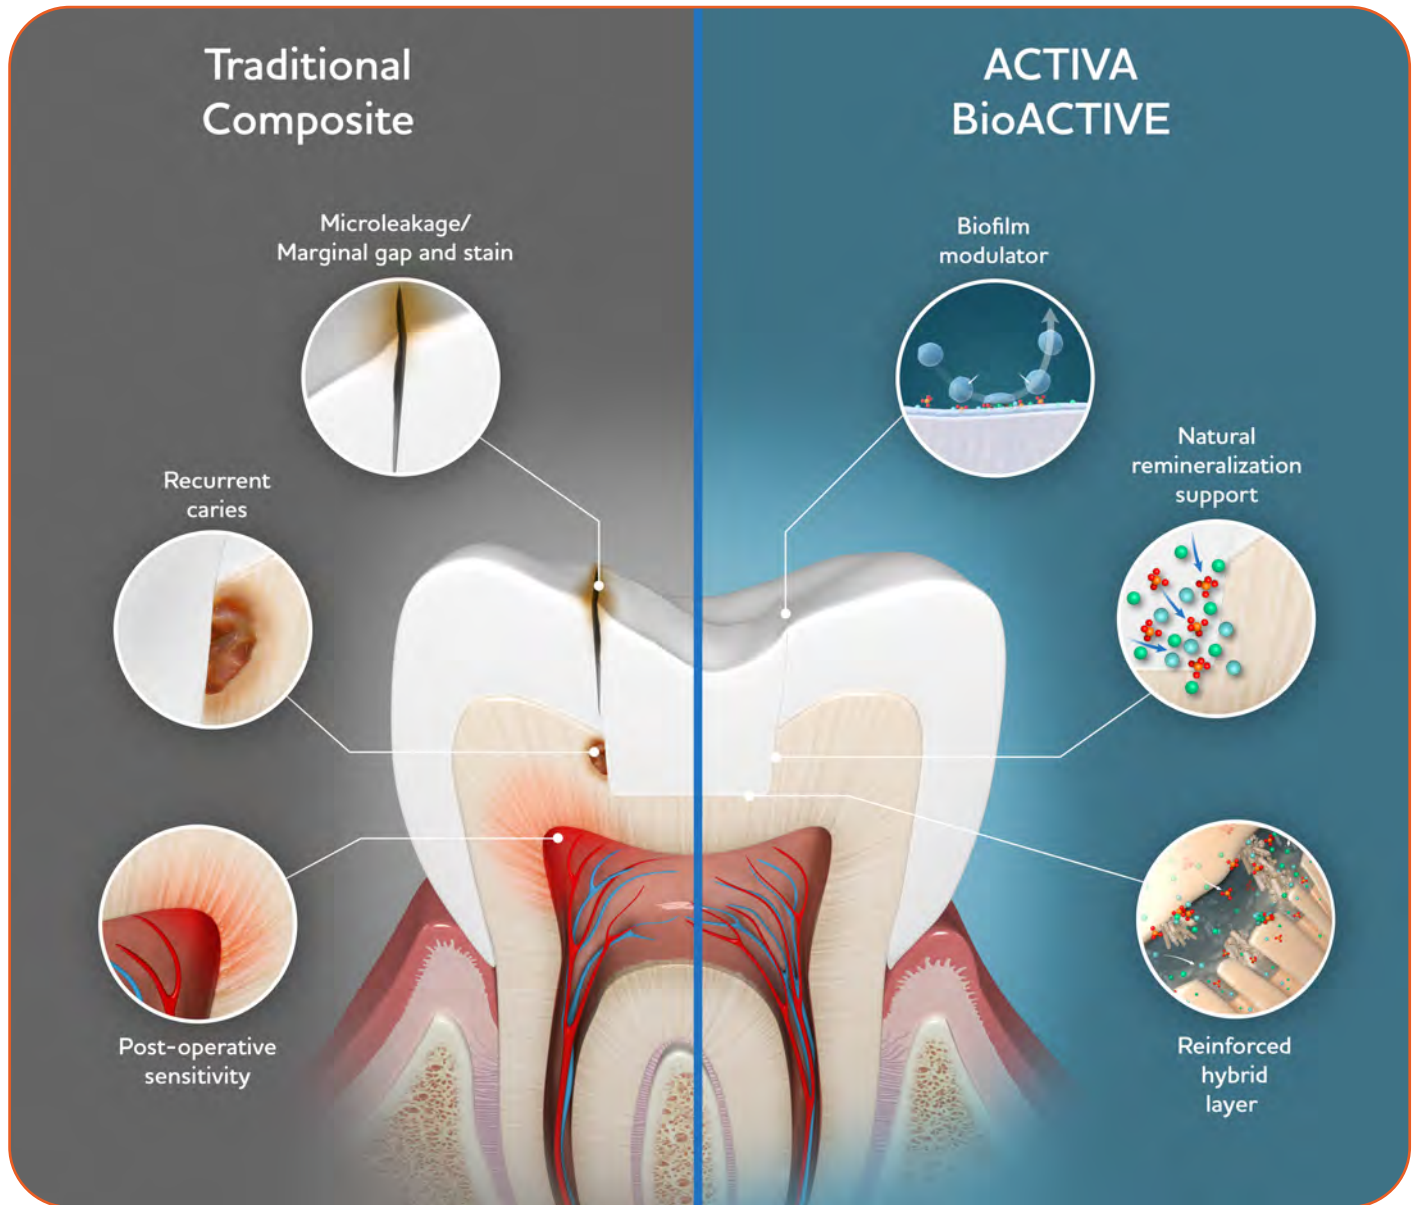 Traditional
Composite
Microleakage/
Marginal gap and stain
Recurrent
caries
Post-operative
sensitivity
ACTIVA
BioACTIVE
Biofilm
modulator
Natural
remineralization
support
Reinforced
hybrid
layer